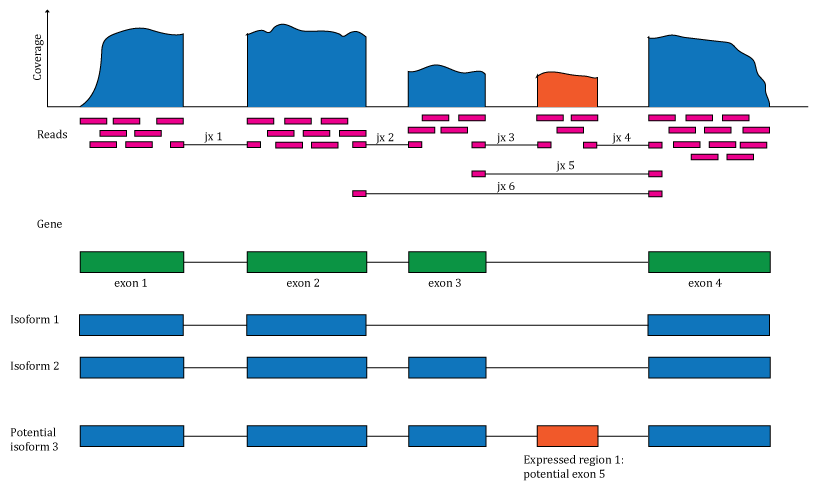 Coverage
Reads
jx 1
jx 2
jx 3
jx 4
jx 5
jx 6
Gene
exon 1
exon 2
exon 3
exon 4
Isoform 1
Isoform 2
Potential
isoform 3
Expressed region 1:
potential exon 5